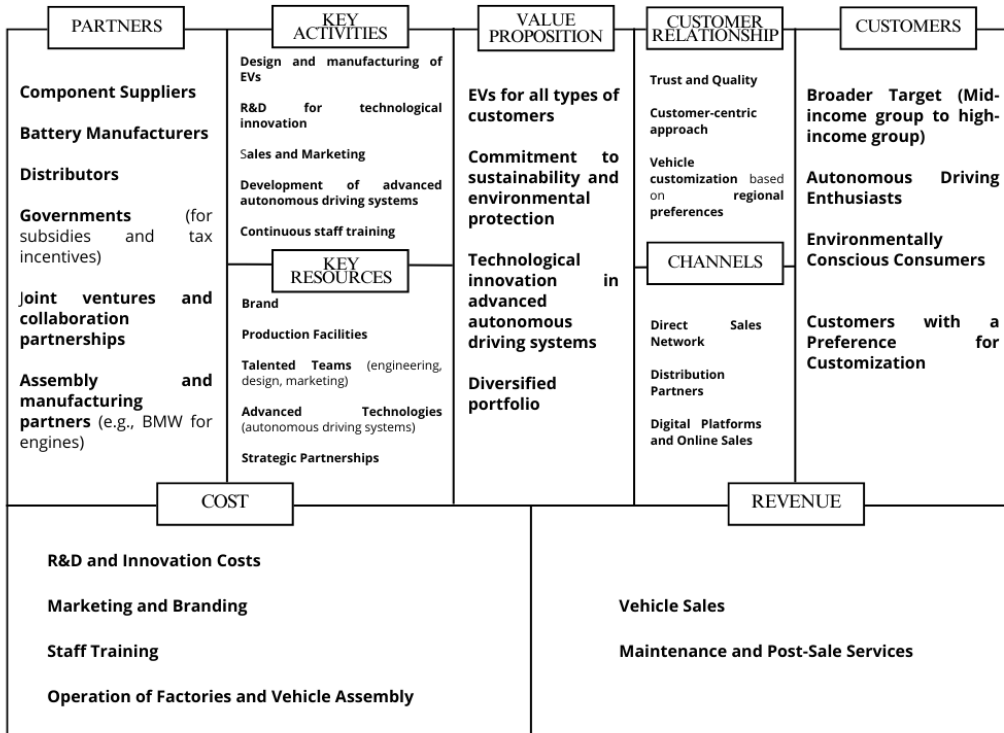 PARTNERS
Component Suppliers
Battery Manufacturers
Distributors
Governments (for
subsidies and tax
incentives)
Joint ventures and
collaboration
partnerships
Assembly and
manufacturing
partners (e.g., BMW for
engines)
KEY
ACTIVITIES
Design and manufacturing of
EVs
R&D for technological
innovation
Sales and Marketing
Development of advanced
autonomous driving systems
Continuous staff training
KEY
RESOURCES
Brand
Production Facilities
Talented Teams (engineering,
design, marketing)
Advanced Technologies
(autonomous driving systems)
Strategic Partnerships
VALUE
PROPOSITION
EVs for all types of
customers
Commitment to
sustainability and
environmental
protection
Technological
innovation in
advanced
autonomous
driving systems
Diversified
portfolio
CUSTOMER
RELATIONSHIP
Trust and Quality
Customer-centric
approach
Vehicle
customization based
on regional
preferences
CHANNELS
Direct Sales
Network
Distribution
Partners
Digital Platforms
and Online Sales
CUSTOMERS
Broader Target (Mid-
income group to high-
income group)
Autonomous Driving
Enthusiasts
Environmentally
Conscious Consumers
Customers with a
Preference for
Customization
COST
R&D and Innovation Costs
Marketing and Branding
Staff Training
Operation of Factories and Vehicle Assembly
REVENUE
Vehicle Sales
Maintenance and Post-Sale Services